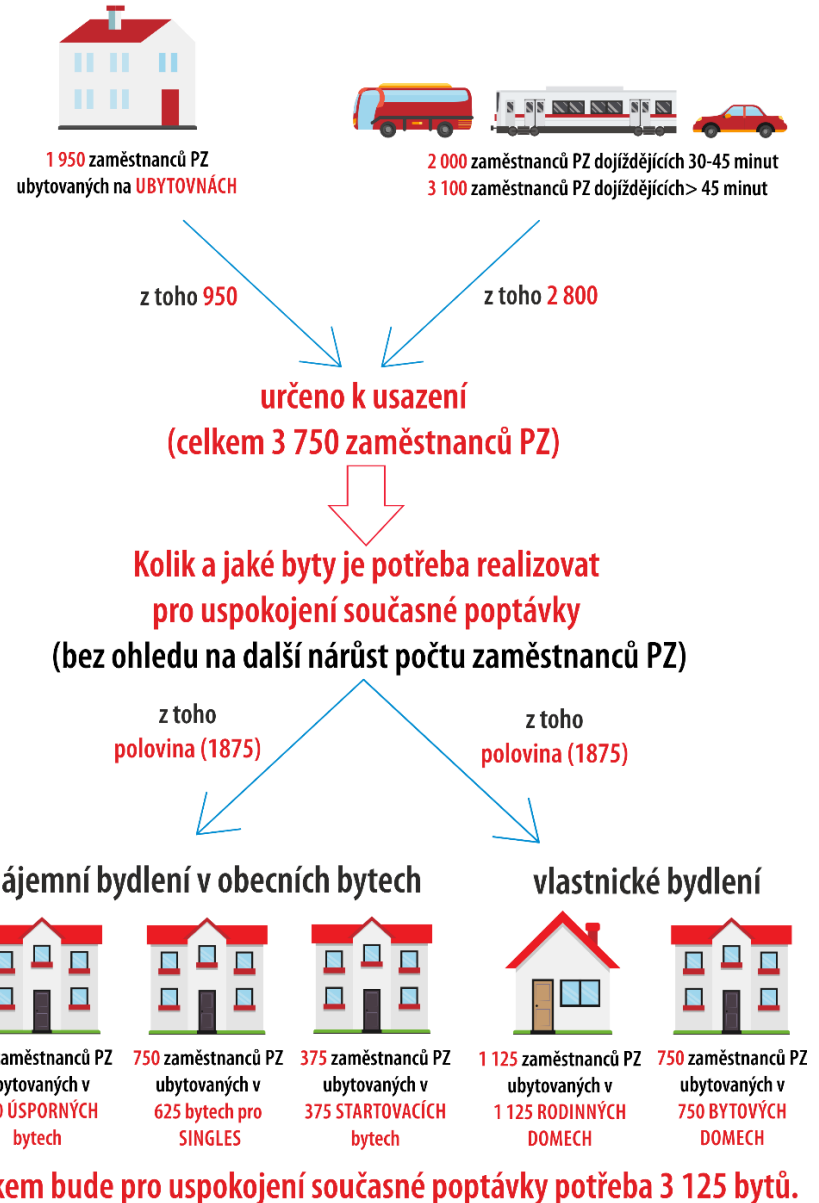 1 950 zaměstnanců PZ
ubytovaných na UBYTOVNÁCH
2 000 zaměstnanců PZ dojíždějících 30-45 minut
3 100 zaměstnanců PZ dojíždějících> 45 minut
z toho 950
z toho 2 800
určeno k usazení
(celkem 3 750 zaměstnanců PZ)
Kolik a jaké byty je potřeba realizovat
pro uspokojení současné poptávky
(bez ohledu na další nárůst počtu zaměstnanců PZ)
z toho
polovina (1875)
z toho
polovina (1875)
ájemní bydlení v obecních bytech
vlastnické bydlení
zaměstnanců PZ
bytovaných v
0 ÚSPORNÝCH
bytech
750 zaměstnanců PZ
ubytovaných v
625 bytech pro
SINGLES
375 zaměstnanců PZ
ubytovaných v
375 STARTOVACÍCH
bytech
1 125 zaměstnanců PZ
ubytovaných v
1 125 RODINNÝCH
DOMECH
750 zaměstnanců PZ
ubytovaných v
750 BYTOVÝCH
DOMECH
kem bude pro uspokojení současné poptávky potřeba 3 125 bytů.